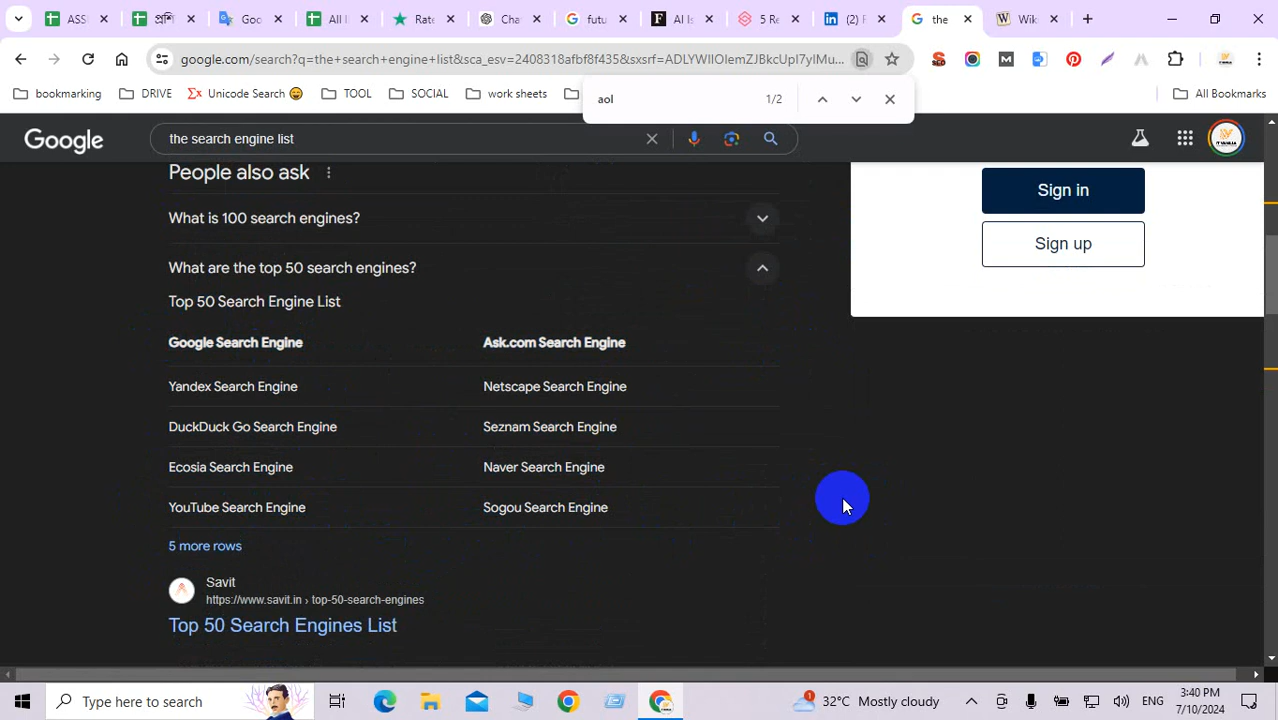 ASS
প্রা
Goo
All I
Rate
Cha
futu
AI Is
5 Re
(2) F
the
Wik
google.com/search?q=the+search+engine+list&sca_esv=2408318afbf8f435&sxsrf=ADLYWIIOlemZJBkcUpI7yIMu...
bookmarking
DRIVE
Unicode Search
TOOL
SOCIAL
work sheets
All Bookmarks
aol
1/2
Google
the search engine list
People also ask
Sign in
Sign up
What is 100 search engines?
What are the top 50 search engines?
Top 50 Search Engine List
Google Search Engine Ask.com Search Engine
Yandex Search Engine Netscape Search Engine
DuckDuck Go Search Engine Seznam Search Engine
Ecosia Search Engine Naver Search Engine
YouTube Search Engine Sogou Search Engine
5 more rows
Savit
https://www.savit.in › top-50-search-engines
Top 50 Search Engines List
Type here to search
32°C Mostly cloudy
ENG
3:40 PM
7/10/2024